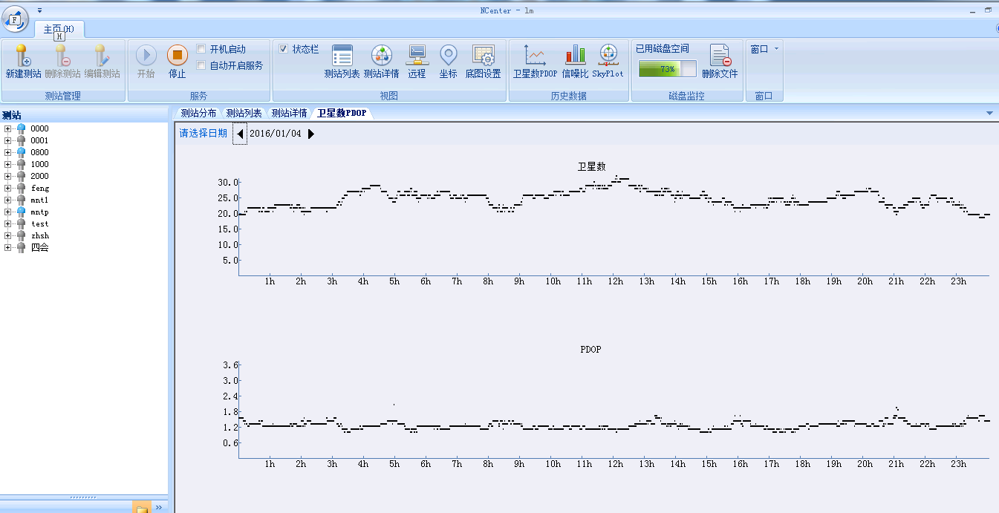 NCenter - lm
F
主页(H)
H
新建测站 删除测站 编辑测站
测站管理
开始 停止
开机启动
自动开启服务
服务
状态栏
测站列表 测站详情 远程 坐标 底图设置
视图
卫星数PDOP 信噪比 SkyPlot
历史数据
已用磁盘空间
73%
删除文件
磁盘监控
窗口
窗口
测站
0000
0001
0800
1000
2000
feng
mntl
mntp
test
zhsh
四会
测站分布 测站列表 测站详情 卫星数PDOP
请选择日期 2016/01/04
卫星数
30.0
25.0
20.0
15.0
10.0
5.0
1h 2h 3h 4h 5h 6h 7h 8h 9h 10h 11h 12h 13h 14h 15h 16h 17h 18h 19h 20h 21h 22h 23h
PDOP
3.6
3.0
2.4
1.8
1.2
0.6
1h 2h 3h 4h 5h 6h 7h 8h 9h 10h 11h 12h 13h 14h 15h 16h 17h 18h 19h 20h 21h 22h 23h